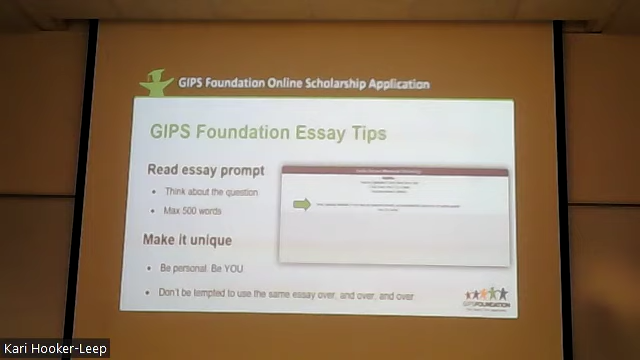 GIPS Foundation Online Scholarship Application
GIPS Foundation Essay Tips
Read essay prompt
• Think about the question
• Max 500 words
Make it unique
• Be personal. Be YOU.
• Don't be tempted to use the same essay over, and over, and over.
GIPSFOUNDATION
Kari Hooker-Leep